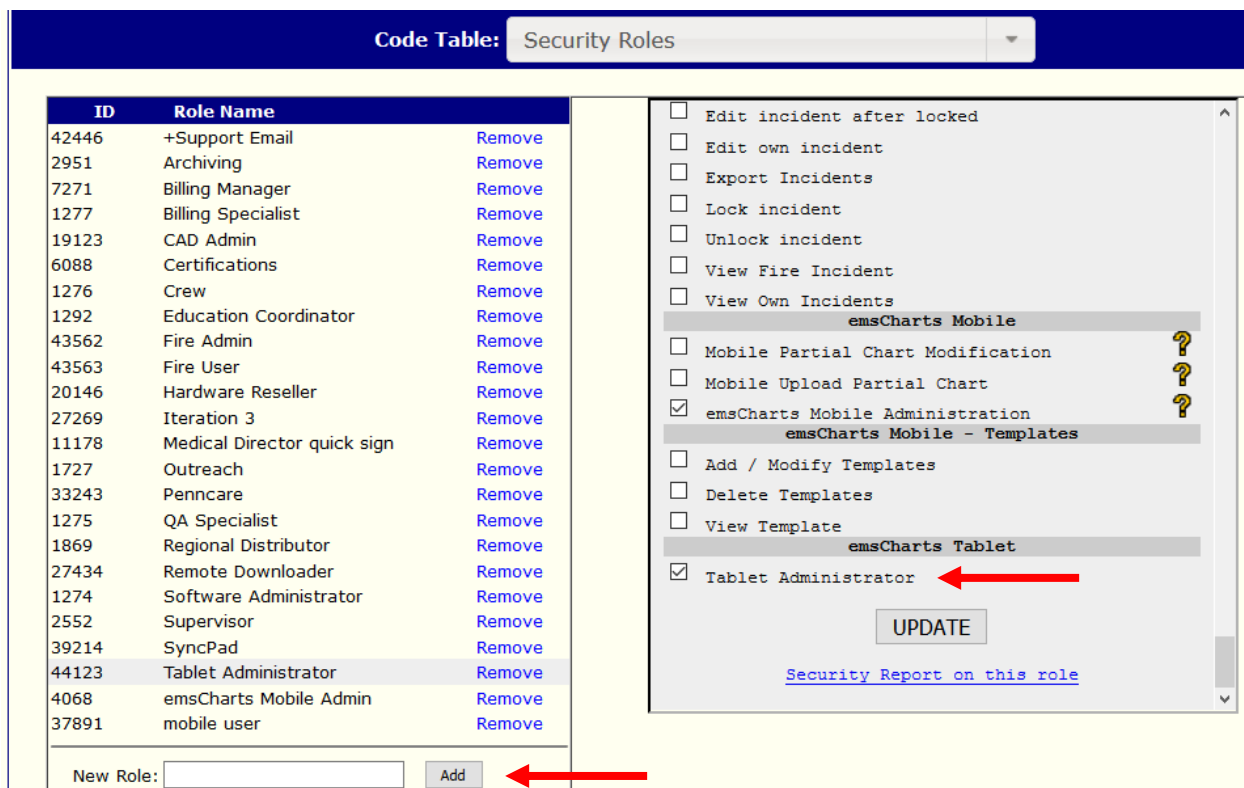 Code Table: Security Roles
ID Role Name
42446 +Support Email Remove
2951 Archiving Remove
7271 Billing Manager Remove
1277 Billing Specialist Remove
19123 CAD Admin Remove
6088 Certifications Remove
1276 Crew Remove
1292 Education Coordinator Remove
43562 Fire Admin Remove
43563 Fire User Remove
20146 Hardware Reseller Remove
27269 Iteration 3 Remove
11178 Medical Director quick sign Remove
1727 Outreach Remove
33243 Penncare Remove
1275 QA Specialist Remove
1869 Regional Distributor Remove
27434 Remote Downloader Remove
1274 Software Administrator Remove
2552 Supervisor Remove
39214 SyncPad Remove
44123 Tablet Administrator Remove
4068 emsCharts Mobile Admin Remove
37891 mobile user Remove
New Role: Add
Edit incident after locked
Edit own incident
Export Incidents
Lock incident
Unlock incident
View Fire Incident
View Own Incidents
emsCharts Mobile
Mobile Partial Chart Modification ?
Mobile Upload Partial Chart ?
emsCharts Mobile Administration ?
emsCharts Mobile - Templates
Add / Modify Templates
Delete Templates
View Template
emsCharts Tablet
Tablet Administrator
UPDATE
Security Report on this role